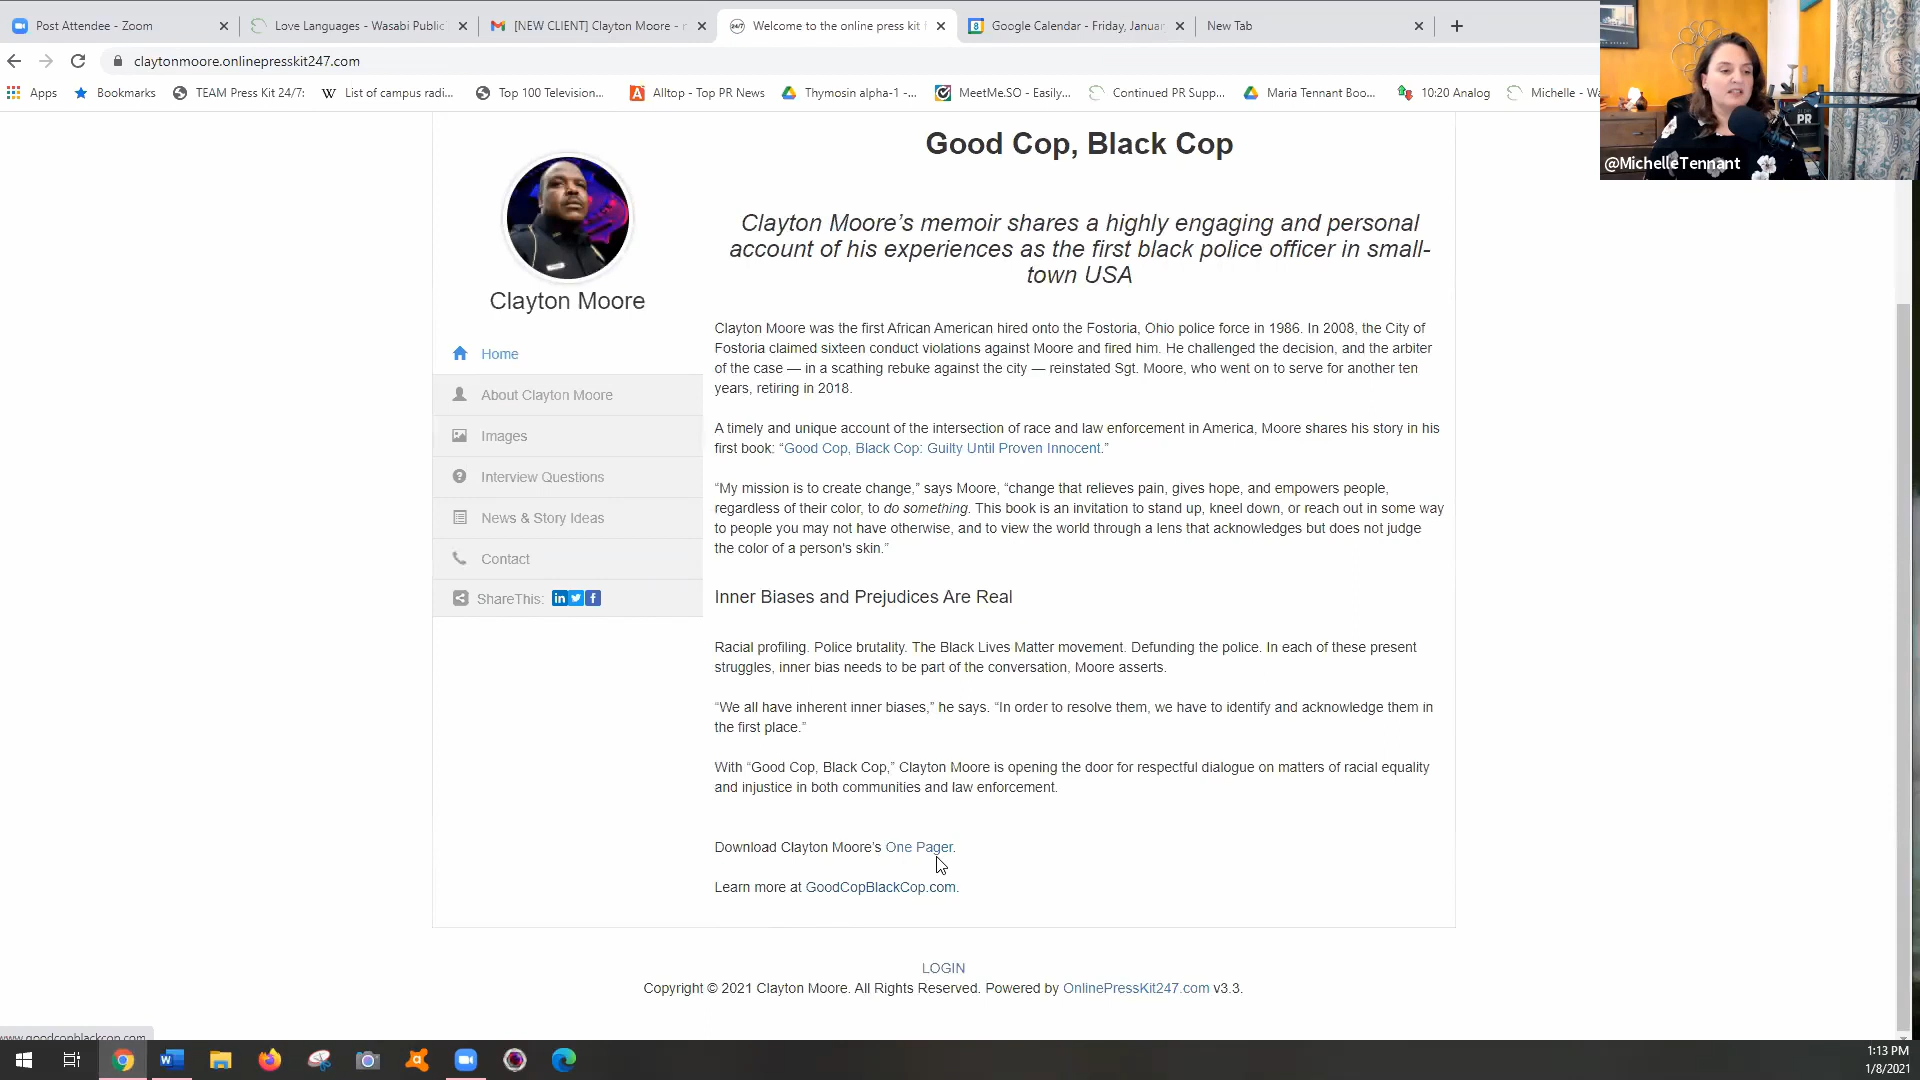 Post Attendee - Zoom
Love Languages - Wasabi Public
[NEW CLIENT] Clayton Moore -
Welcome to the online press kit
Google Calendar - Friday, Januar
New Tab
claytonmoore.onlinepresskit247.com
Apps
Bookmarks
TEAM Press Kit 24/7:
List of campus radi...
Top 100 Television...
Alltop - Top PR News
Thymosin alpha-1 -...
MeetMe.SO - Easily...
Continued PR Supp...
Maria Tennant Boo...
10:20 Analog
Michelle - Wa
PR
@MichelleTennant
Clayton Moore
Home
About Clayton Moore
Images
Interview Questions
News & Story Ideas
Contact
ShareThis:
Good Cop, Black Cop
Clayton Moore’s memoir shares a highly engaging and personal
account of his experiences as the first black police officer in small-
town USA
Clayton Moore was the first African American hired onto the Fostoria, Ohio police force in 1986. In 2008, the City of
Fostoria claimed sixteen conduct violations against Moore and fired him. He challenged the decision, and the arbiter
of the case — in a scathing rebuke against the city — reinstated Sgt. Moore, who went on to serve for another ten
years, retiring in 2018.
A timely and unique account of the intersection of race and law enforcement in America, Moore shares his story in his
first book: “Good Cop, Black Cop: Guilty Until Proven Innocent.”
“My mission is to create change,” says Moore, “change that relieves pain, gives hope, and empowers people,
regardless of their color, to do something. This book is an invitation to stand up, kneel down, or reach out in some way
to people you may not have otherwise, and to view the world through a lens that acknowledges but does not judge
the color of a person's skin.”
Inner Biases and Prejudices Are Real
Racial profiling. Police brutality. The Black Lives Matter movement. Defunding the police. In each of these present
struggles, inner bias needs to be part of the conversation, Moore asserts.
“We all have inherent inner biases,” he says. “In order to resolve them, we have to identify and acknowledge them in
the first place.”
With “Good Cop, Black Cop,” Clayton Moore is opening the door for respectful dialogue on matters of racial equality
and injustice in both communities and law enforcement.
Download Clayton Moore’s One Pager.
Learn more at GoodCopBlackCop.com.
LOGIN
Copyright © 2021 Clayton Moore. All Rights Reserved. Powered by OnlinePressKit247.com v3.3.
www.goodcopblackcop.com
1:13 PM
1/8/2021